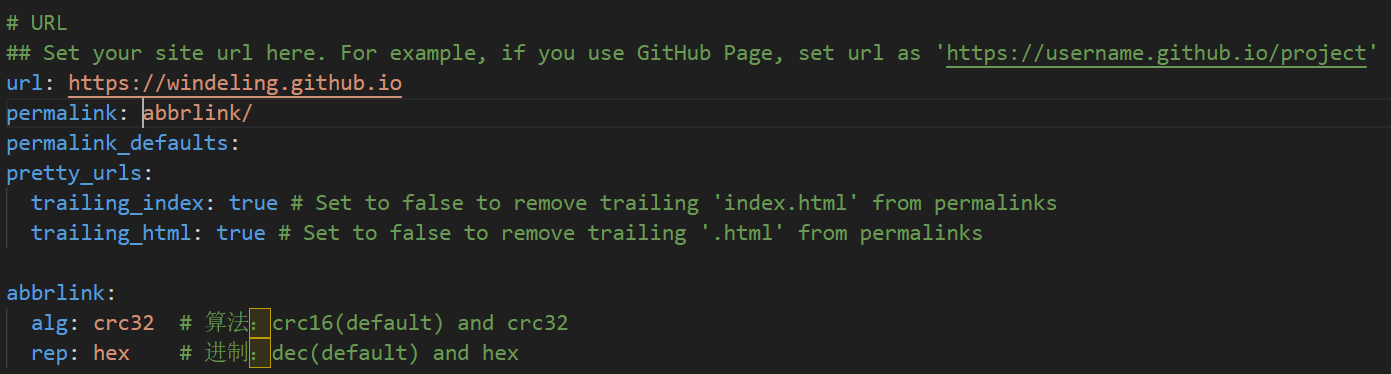 # URL
## Set your site url here. For example, if you use GitHub Page, set url as 'https://username.github.io/project'
url: https://windeling.github.io
permalink: abbrlink/
permalink_defaults:
pretty_urls:
  trailing_index: true # Set to false to remove trailing 'index.html' from permalinks
  trailing_html: true # Set to false to remove trailing '.html' from permalinks
abbrlink:
  alg: crc32  # 算法：crc16(default) and crc32
  rep: hex    # 进制：dec(default) and hex